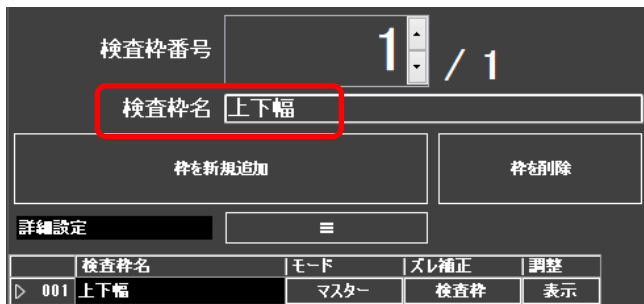 検査枠番号 1 / 1
検査枠名 上下幅
枠を新規追加 枠を削除
詳細設定 ≡
検査枠名 モード ズレ補正 調整
001 上下幅 マスター 検査枠 表示